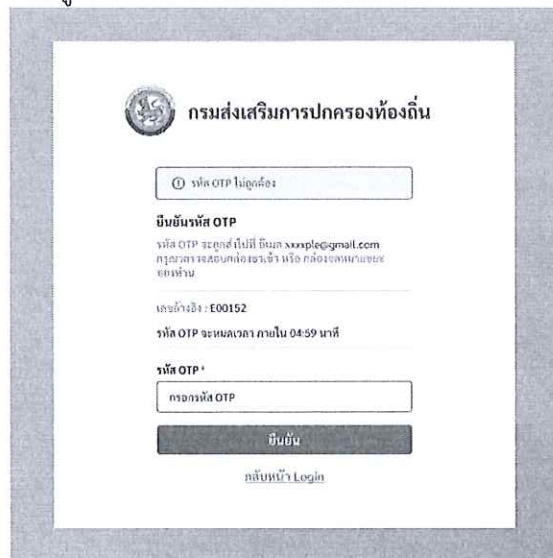 กรมส่งเสริมการปกครองท้องถิ่น
รหัส OTP ไม่ถูกต้อง
ยืนยันรหัส OTP
รหัส OTP จะถูกส่งไปที่ อีเมล xxxxple@gmail.com
กรุณาตรวจสอบกล่องขาเข้า หรือ กล่องจดหมายขยะ
ของท่าน
เลขอ้างอิง : E00152
รหัส OTP จะหมดเวลา ภายใน 04:59 นาที
รหัส OTP *
กรอกรหัส OTP
ยืนยัน
กลับหน้า Login